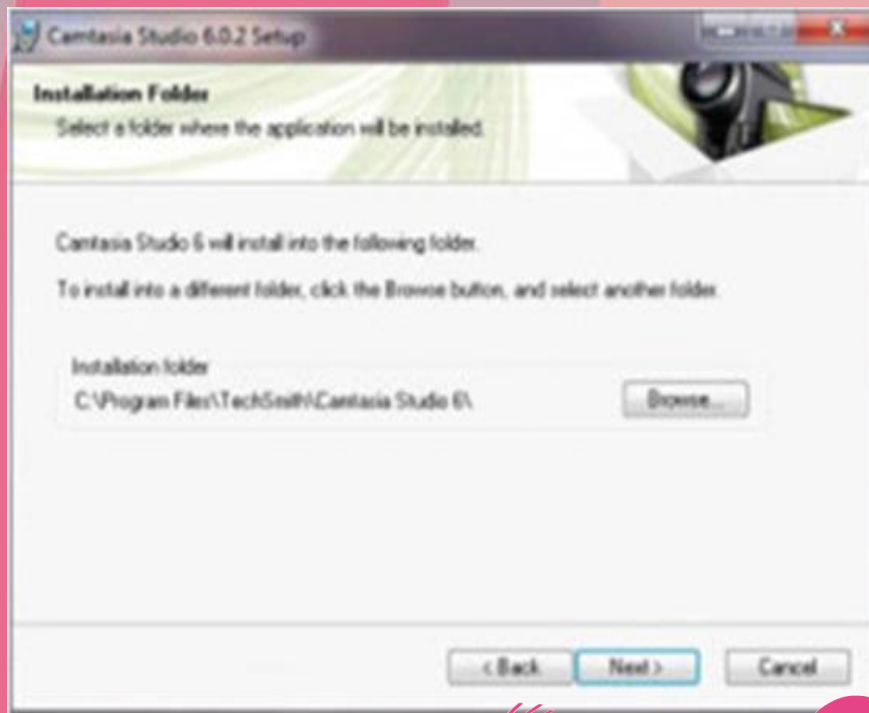 Camtasia Studio 6.0.2 Setup
Installation Folder
Select a folder where the application will be installed.
Camtasia Studio 6 will install into the following folder.
To install into a different folder, click the Browse button, and select another folder.
Installation folder
C:\Program Files\TechSmith\Camtasia Studio 6\
Browse...
< Back
Next >
Cancel